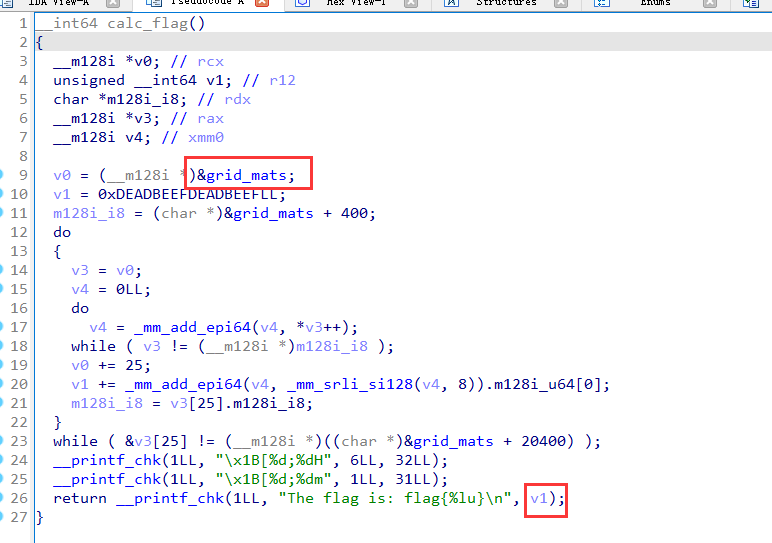 IDA View-A Pseudocode-A Hex View-1 Structures Enums
1 __int64 calc_flag()
2 {
3 __m128i *v0; // rcx
4 unsigned __int64 v1; // r12
5 char *m128i_i8; // rdx
6 __m128i *v3; // rax
7 __m128i v4; // xmm0
8
9 v0 = (__m128i *)&grid_mats;
10 v1 = 0xDEADBEEFDEADBEEFLL;
11 m128i_i8 = (char *)&grid_mats + 400;
12 do
13 {
14 v3 = v0;
15 v4 = 0LL;
16 do
17 v4 = _mm_add_epi64(v4, *v3++);
18 while ( v3 != (__m128i *)m128i_i8 );
19 v0 += 25;
20 v1 += _mm_add_epi64(v4, _mm_srli_si128(v4, 8)).m128i_u64[0];
21 m128i_i8 = v3[25].m128i_i8;
22 }
23 while ( &v3[25] != (__m128i *)((char *)&grid_mats + 20400) );
24 __printf_chk(1LL, "\x1B[%d;%dH", 6LL, 32LL);
25 __printf_chk(1LL, "\x1B[%d;%dm", 1LL, 31LL);
26 return __printf_chk(1LL, "The flag is: flag{%lu}\n", v1);
27 }